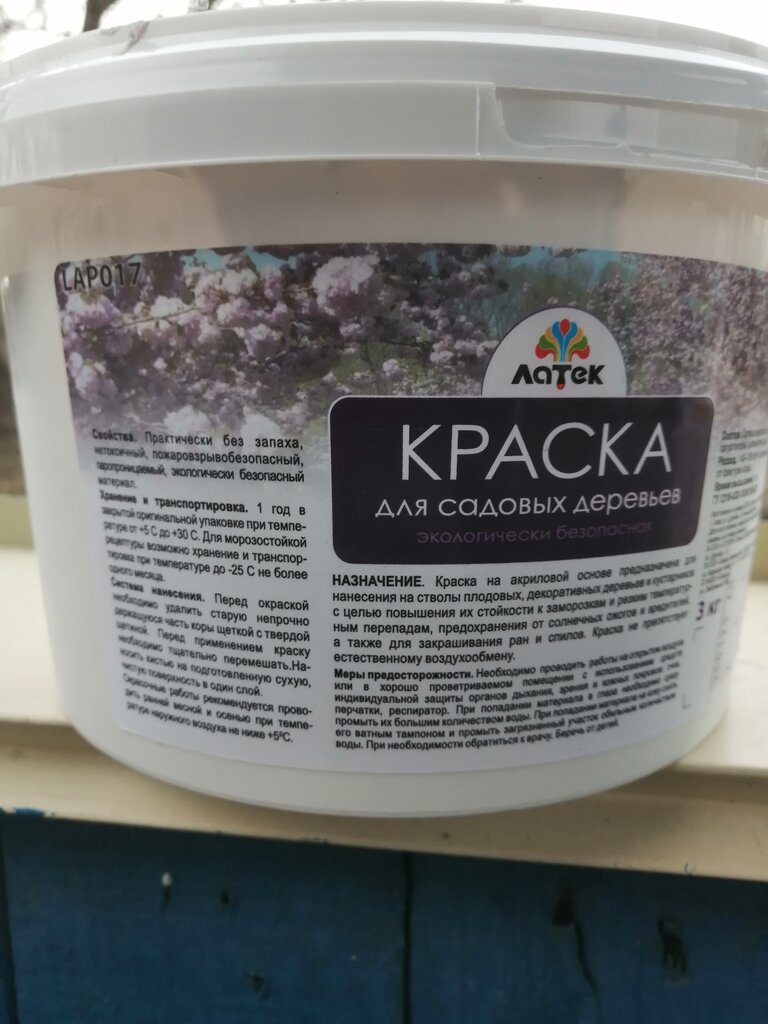 LAP017
ЛаТек
КРАСКА
для садовых деревьев
экологически безопасная
Свойства. Практически без запаха,
нетоксичный, пожаровзрывобезопасный,
паропроницаемый, экологически безопасный
материал.
Хранение и транспортировка. 1 год в
закрытой оригинальной упаковке при темпе-
ратуре от +5 С до +30 С. Для морозостойкой
рецептуры возможно хранение и транспор-
тировка при температуре до -25 С не более
одного месяца.
Система нанесения. Перед окраской
необходимо удалить старую непрочно
держащуюся часть коры щеткой с твердой
щетиной. Перед применением краску
необходимо тщательно перемешать.На-
носить кистью на подготовленную сухую,
чистую поверхность в один слой.
Окрасочные работы рекомендуется прово-
дить ранней весной и осенью при темпе-
ратуре наружного воздуха не ниже +5ºС.
НАЗНАЧЕНИЕ. Краска на акриловой основе предназначена для
нанесения на стволы плодовых, декоративных деревьев и кустарников
с целью повышения их стойкости к заморозкам и резким температур-
ным перепадам, предохранения от солнечных ожогов и вредителей,
а также для закрашивания ран и спилов. Краска не препятствует
естественному воздухообмену.
Меры предосторожности. Необходимо проводить работы на открытом воздухе
или в хорошо проветриваемом помещении с использованием средств
индивидуальной защиты органов дыхания, зрения и кожных покровов: очки,
перчатки, респиратор. При попадании материала в глаза необходимо
промыть их большим количеством воды. При попадании материала на кожу снять
его ватным тампоном и промыть загрязненный участок обильным количеством
воды. При необходимости обратиться к врачу. Беречь от детей.
3 кг